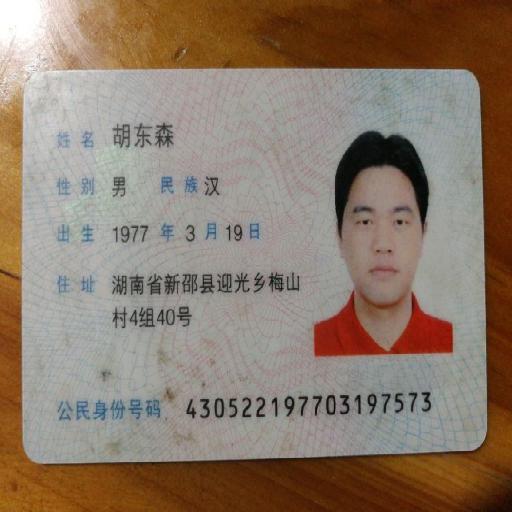 姓名 胡东森
性别 男 民族 汉
出生 1977 年 3 月 19 日
住址 湖南省新邵县迎光乡梅山
村4组40号
公民身份号码 430522197703197573